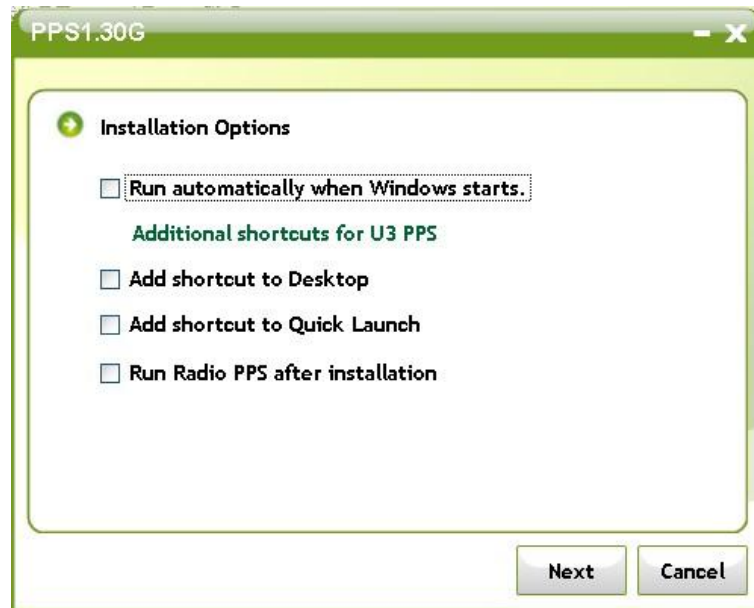 PPS1.30G
Installation Options
Run automatically when Windows starts.
Additional shortcuts for U3 PPS
Add shortcut to Desktop
Add shortcut to Quick Launch
Run Radio PPS after installation
Next Cancel